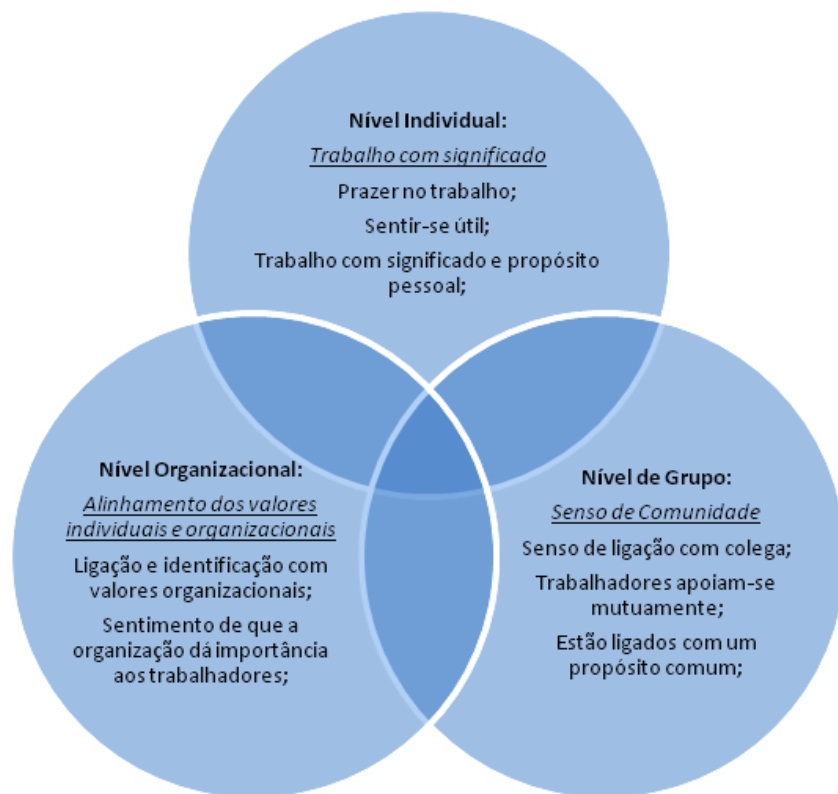 Nível Individual:
Trabalho com significado
Prazer no trabalho;
Sentir-se útil;
Trabalho com significado e propósito
pessoal;
Nível Organizacional:
Alinhamento dos valores
individuais e organizacionais
Ligação e identificação com
valores organizacionais;
Sentimento de que a
organização dá importância
aos trabalhadores;
Nível de Grupo:
Senso de Comunidade
Senso de ligação com colega;
Trabalhadores apoiam-se
mutuamente;
Estão ligados com um
propósito comum;